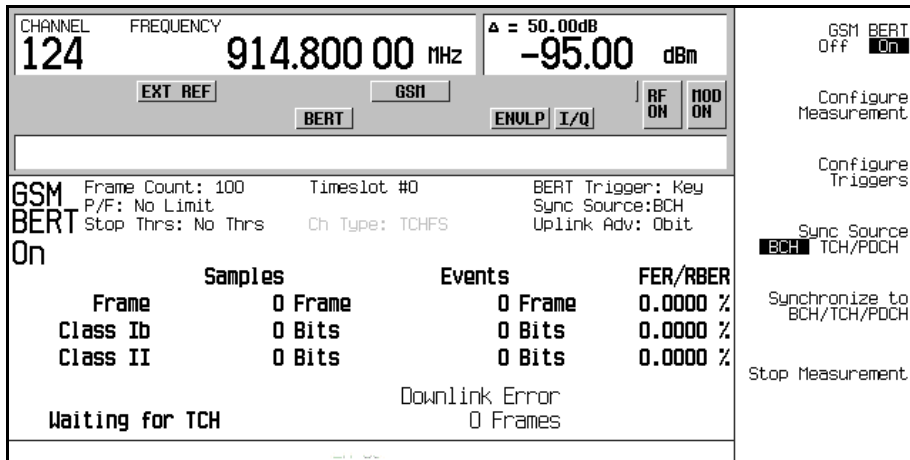 CHANNEL FREQUENCY Δ = 50.00dB
124 914.800 00 MHz -95.00 dBm
EXT REF GSM RF ON MOD ON
BERT ENVLP I/Q
GSM BERT On
Frame Count: 100 Timeslot #0 BERT Trigger: Key
P/F: No Limit Sync Source:BCH
Stop Thrs: No Thrs Ch Type: TCHFS Uplink Adv: 0bit
Samples Events FER/RBER
Frame 0 Frame 0 Frame 0.0000 %
Class Ib 0 Bits 0 Bits 0.0000 %
Class II 0 Bits 0 Bits 0.0000 %
Downlink Error
Waiting for TCH 0 Frames
GSM BERT
Off On
Configure
Measurement
Configure
Triggers
Sync Source
BCH TCH/PDCH
Synchronize to
BCH/TCH/PDCH
Stop Measurement